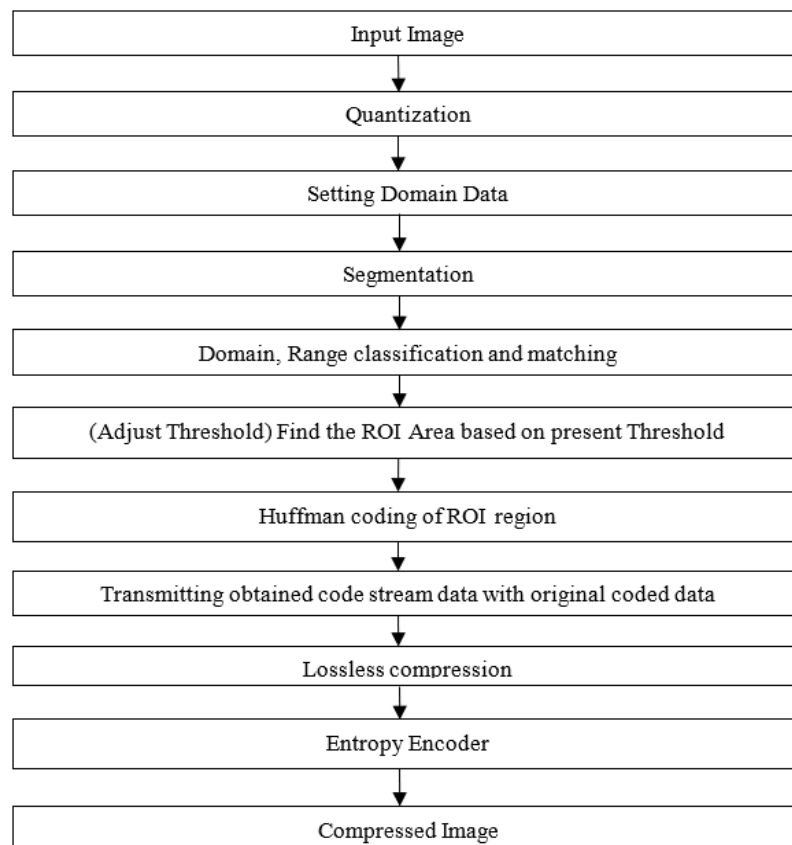 Input Image
Quantization
Setting Domain Data
Segmentation
Domain, Range classification and matching
(Adjust Threshold) Find the ROI Area based on present Threshold
Huffman coding of ROI region
Transmitting obtained code stream data with original coded data
Lossless compression
Entropy Encoder
Compressed Image